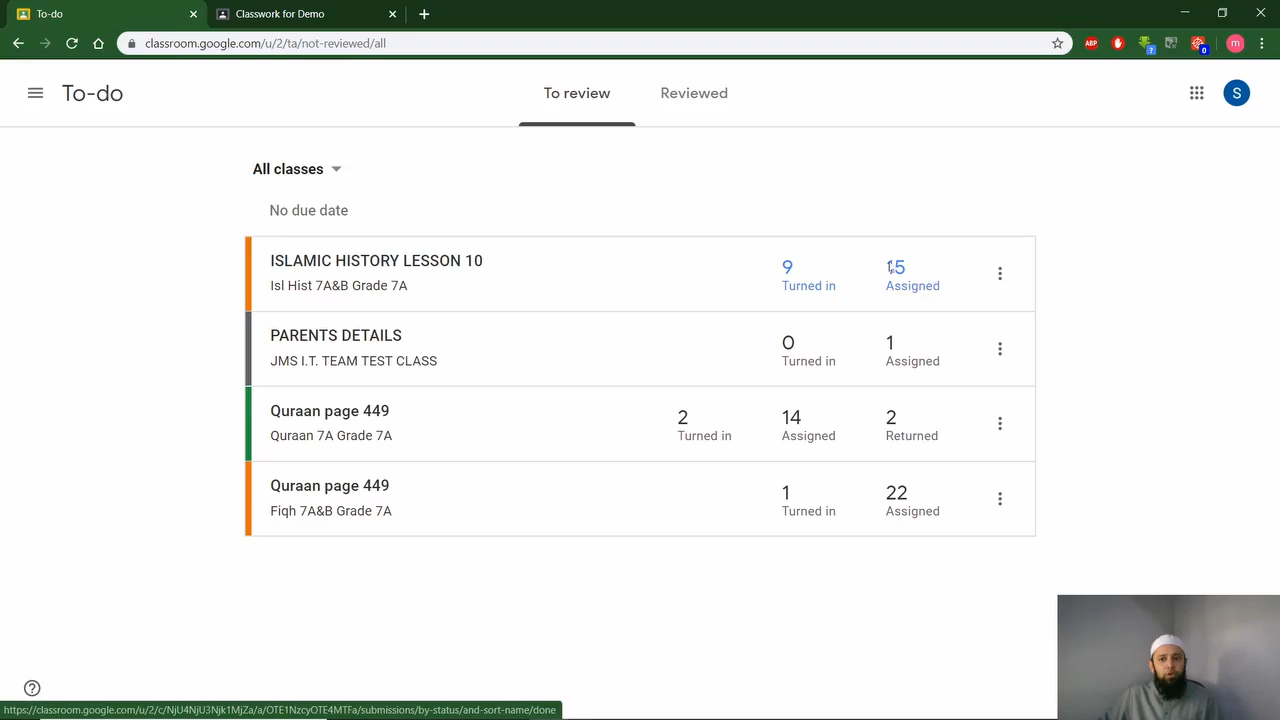 To-do
Classwork for Demo
classroom.google.com/u/2/ta/not-reviewed/all
ABP
?
0
m
To-do
To review
Reviewed
S
All classes
No due date
ISLAMIC HISTORY LESSON 10
Isl Hist 7A&B Grade 7A
9
Turned in
15
Assigned
PARENTS DETAILS
JMS I.T. TEAM TEST CLASS
0
Turned in
1
Assigned
Quraan page 449
Quraan 7A Grade 7A
2
Turned in
14
Assigned
2
Returned
Quraan page 449
Fiqh 7A&B Grade 7A
1
Turned in
22
Assigned
?
https://classroom.google.com/u/2/c/NjU4NjU3Njk1MjZa/a/OTE1NzcyOTE4MTFa/submissions/by-status/and-sort-name/done